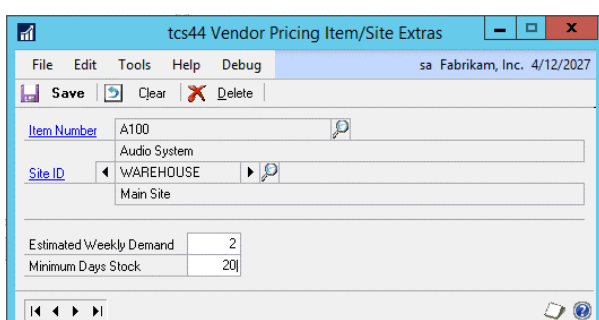 tcs44 Vendor Pricing Item/Site Extras
File Edit Tools Help Debug sa Fabrikam, Inc. 4/12/2027
Save Clear Delete
Item Number A100
Audio System
Site ID WAREHOUSE
Main Site
Estimated Weekly Demand 2
Minimum Days Stock 20